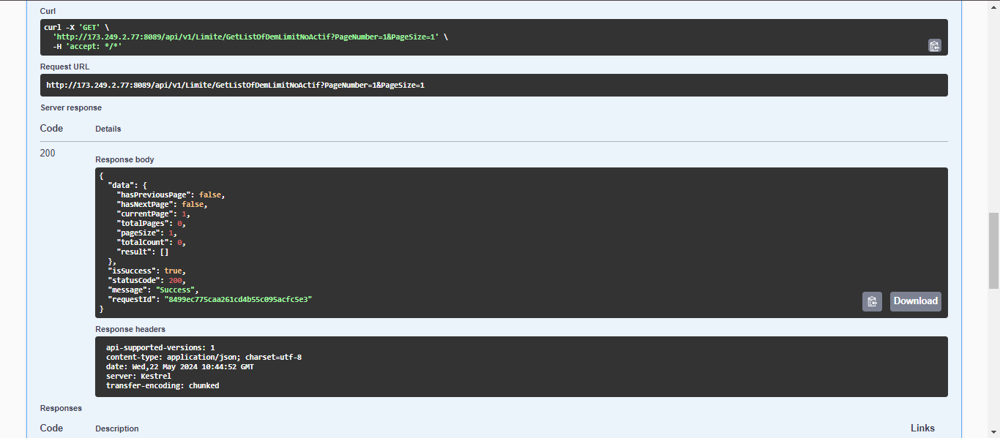 Curl
curl -X 'GET' \
'http://173.249.2.77:8089/api/v1/Limite/GetListOfDemLimitNoActif?PageNumber=1&PageSize=1' \
-H 'accept: */*'
Request URL
http://173.249.2.77:8089/api/v1/Limite/GetListOfDemLimitNoActif?PageNumber=1&PageSize=1
Server response
Code Details
200
Response body
{
"data": {
"hasPreviousPage": false,
"hasNextPage": false,
"currentPage": 1,
"totalPages": 0,
"pageSize": 1,
"totalCount": 0,
"result": []
},
"isSuccess": true,
"statusCode": 200,
"message": "Success",
"requestId": "8499ec775caa261cd4b55c095acfc5e3"
}
Download
Response headers
api-supported-versions: 1
content-type: application/json; charset=utf-8
date: Wed,22 May 2024 10:44:52 GMT
server: Kestrel
transfer-encoding: chunked
Responses
Code Description Links